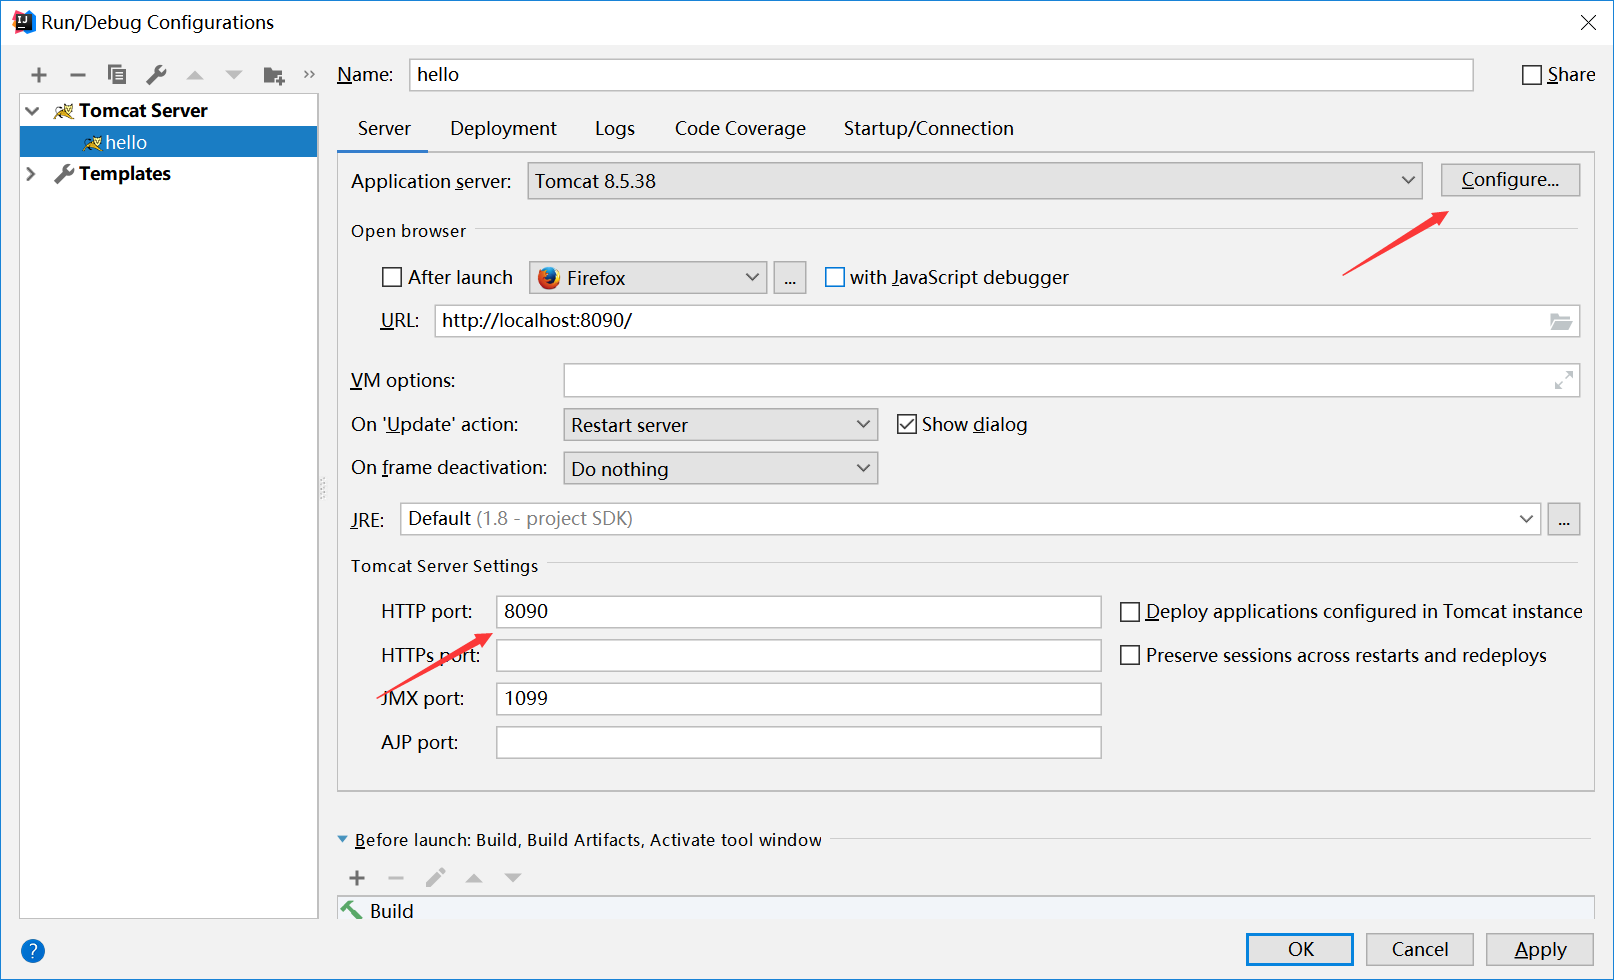 Run/Debug Configurations
Name: hello
Share
Tomcat Server
hello
Templates
Server Deployment Logs Code Coverage Startup/Connection
Application server: Tomcat 8.5.38 Configure...
Open browser
After launch Firefox ... with JavaScript debugger
URL: http://localhost:8090/
VM options:
On 'Update' action: Restart server Show dialog
On frame deactivation: Do nothing
JRE: Default (1.8 - project SDK) ...
Tomcat Server Settings
HTTP port: 8090 Deploy applications configured in Tomcat instance
HTTPs port: Preserve sessions across restarts and redeploys
JMX port: 1099
AJP port:
Before launch: Build, Build Artifacts, Activate tool window
Build
? OK Cancel Apply